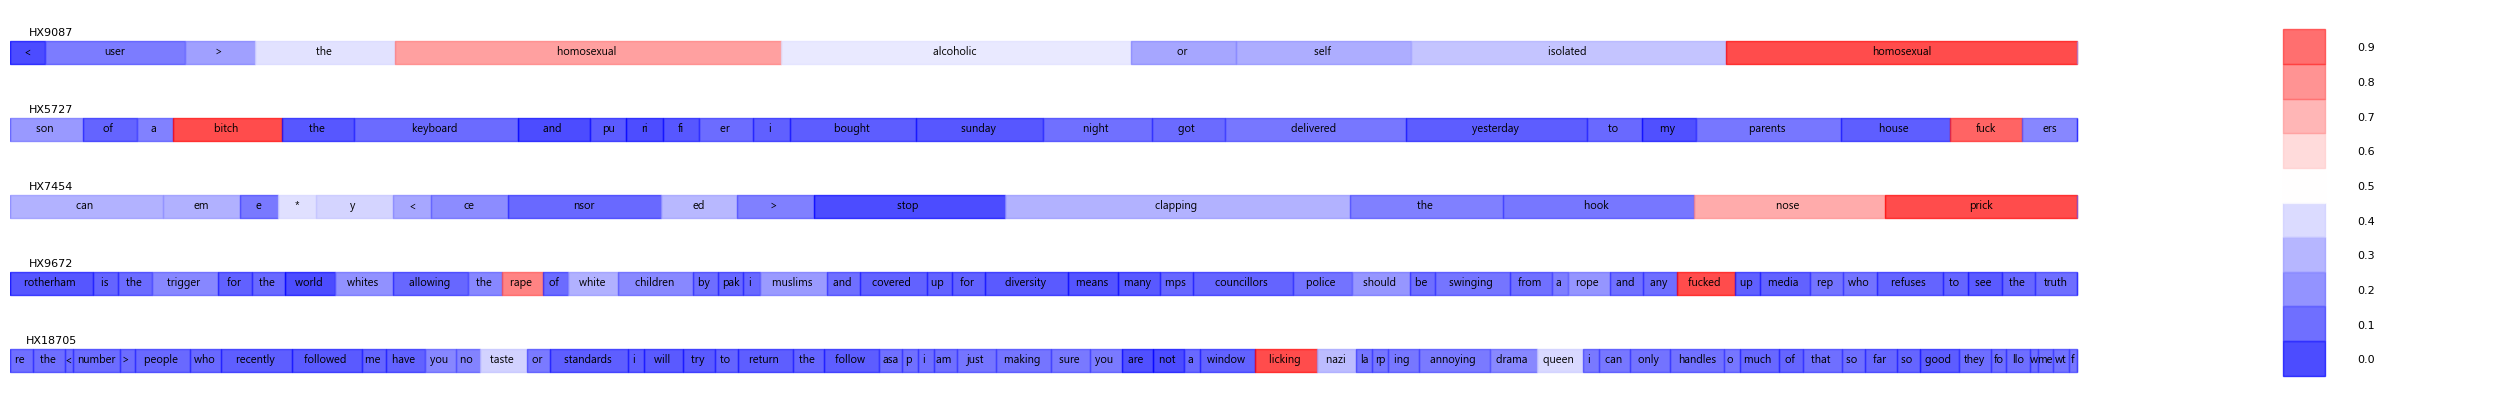 HX9087
< user > the homosexual alcoholic or self isolated homosexual
HX5727
son of a bitch the keyboard and pu ri fi er i bought sunday night got delivered yesterday to my parents house fuck ers
HX7454
can em e * y < ce nsor ed > stop clapping the hook nose prick
HX9672
rotherham is the trigger for the world whites allowing the rape of white children by pak i muslims and covered up for diversity means many mps councillors police should be swinging from a rope and any fucked up media rep who refuses to see the truth
HX18705
re the < number > people who recently followed me have you no taste or standards i will try to return the follow asa p i am just making sure you are not a window licking nazi la rp ing annoying drama queen i can only handles o much of that so far so good they fo llo w me wt f
0.9
0.8
0.7
0.6
0.5
0.4
0.3
0.2
0.1
0.0